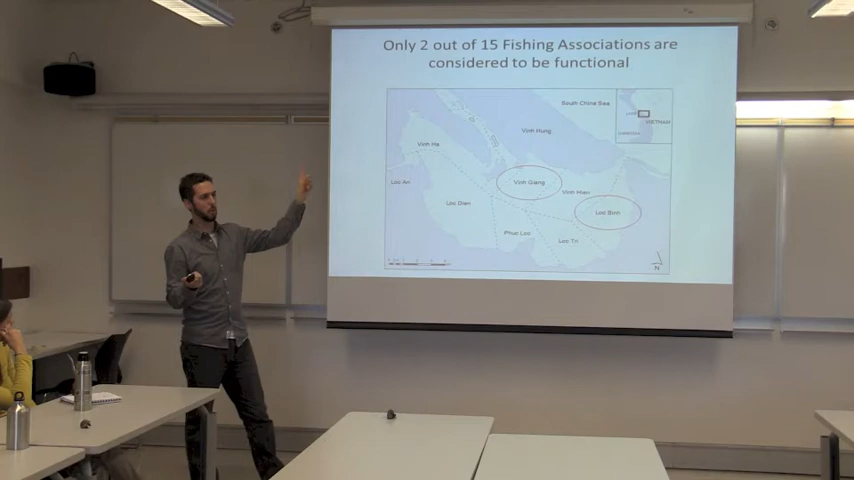 Only 2 out of 15 Fishing Associations are
considered to be functional
South China Sea
VIETNAM
Vinh Hung
Vinh Ha
Loc An
Vinh Giang
Vinh Hien
Loc Dien
Loc Binh
Phuc Loc
Loc Tri
N